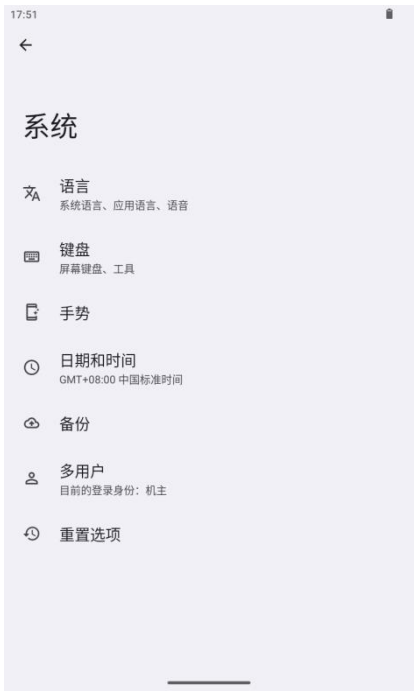 17:51
系统
语言
系统语言、应用语言、语音
键盘
屏幕键盘、工具
手势
日期和时间
GMT+08:00 中国标准时间
备份
多用户
目前的登录身份：机主
重置选项